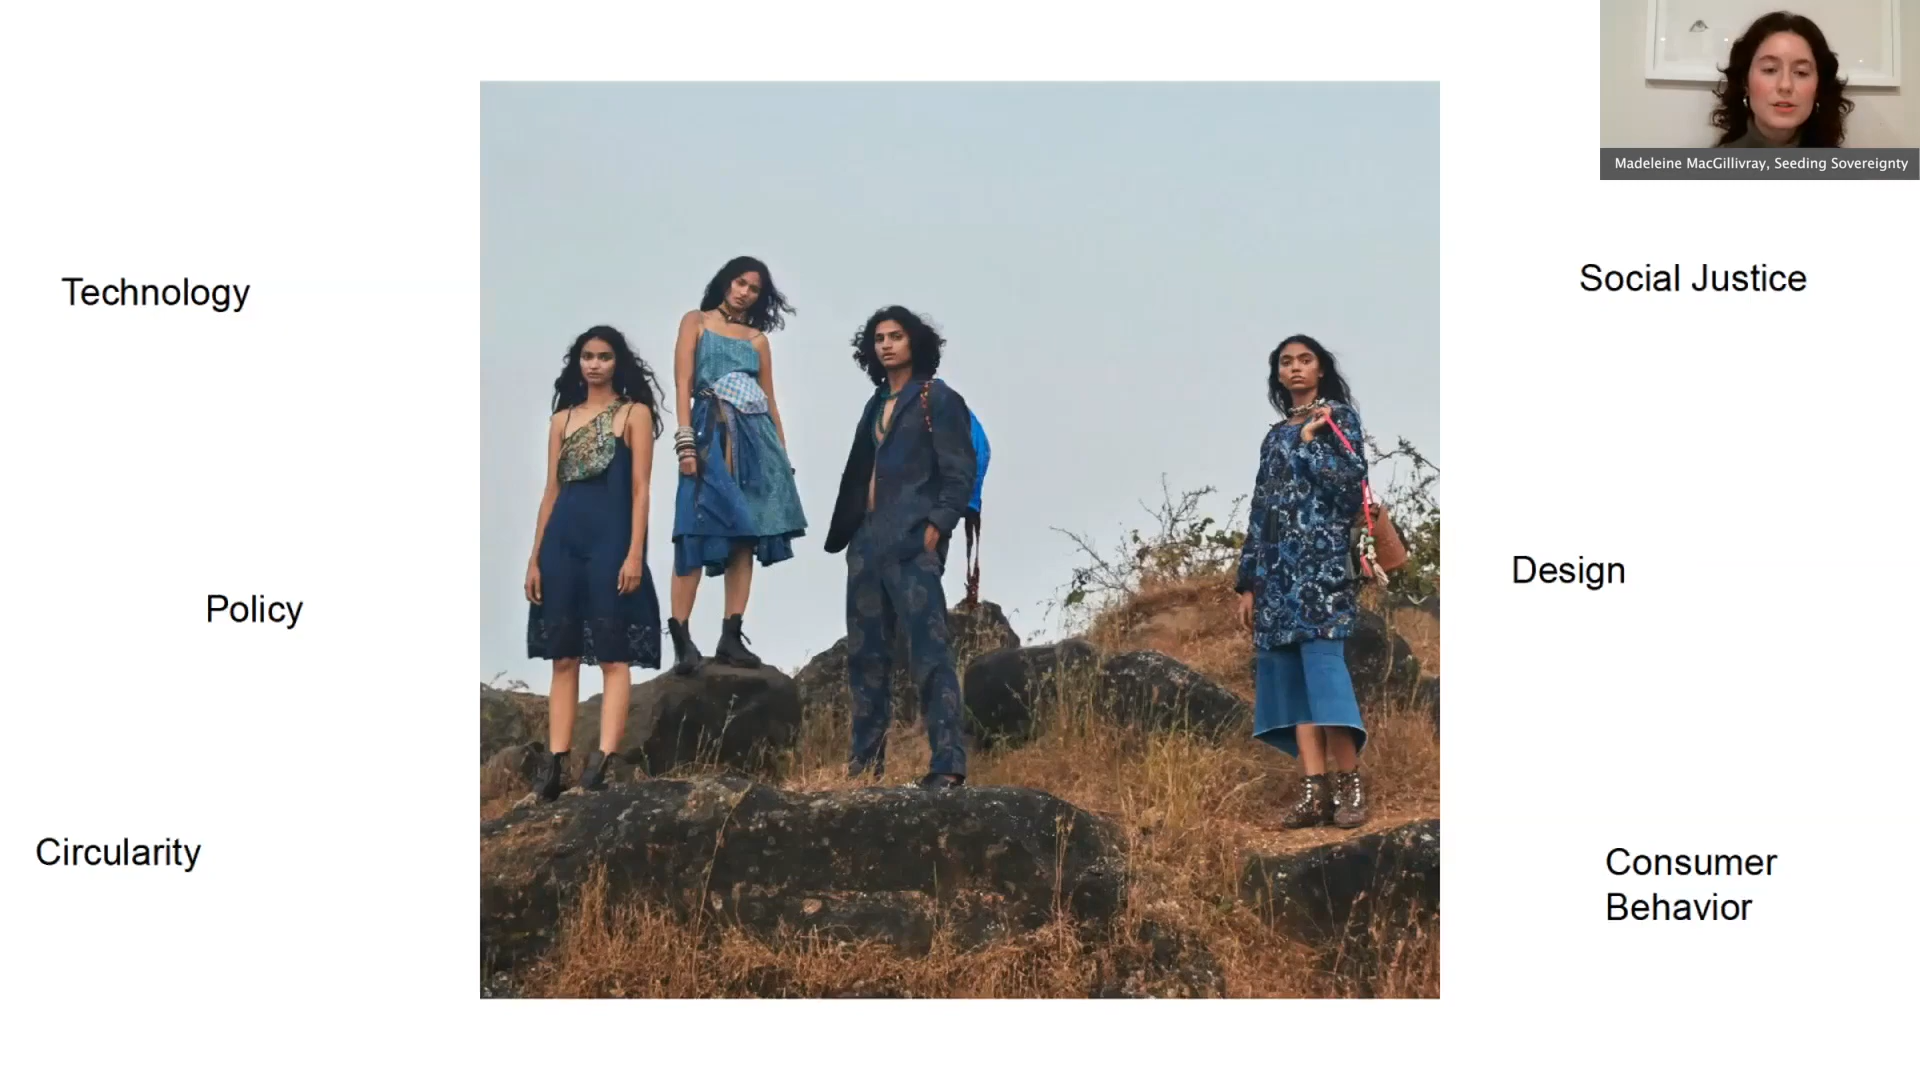 Madeleine MacGillivray, Seeding Sovereignty
Technology
Social Justice
Policy
Design
Circularity
Consumer
Behavior